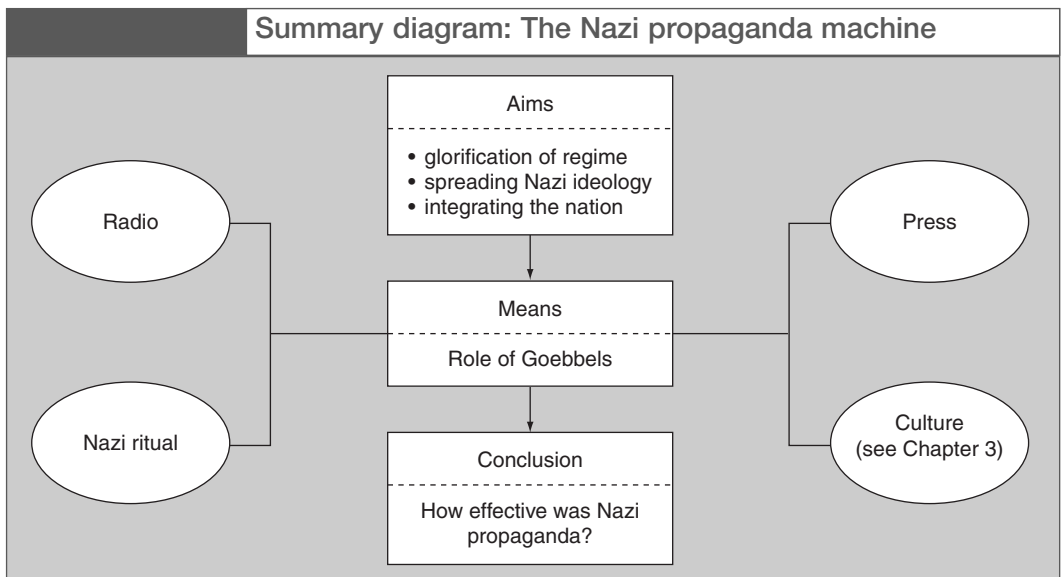 Summary diagram: The Nazi propaganda machine
Aims
• glorification of regime
• spreading Nazi ideology
• integrating the nation
Radio
Press
Means
Role of Goebbels
Nazi ritual
Culture
(see Chapter 3)
Conclusion
How effective was Nazi
propaganda?